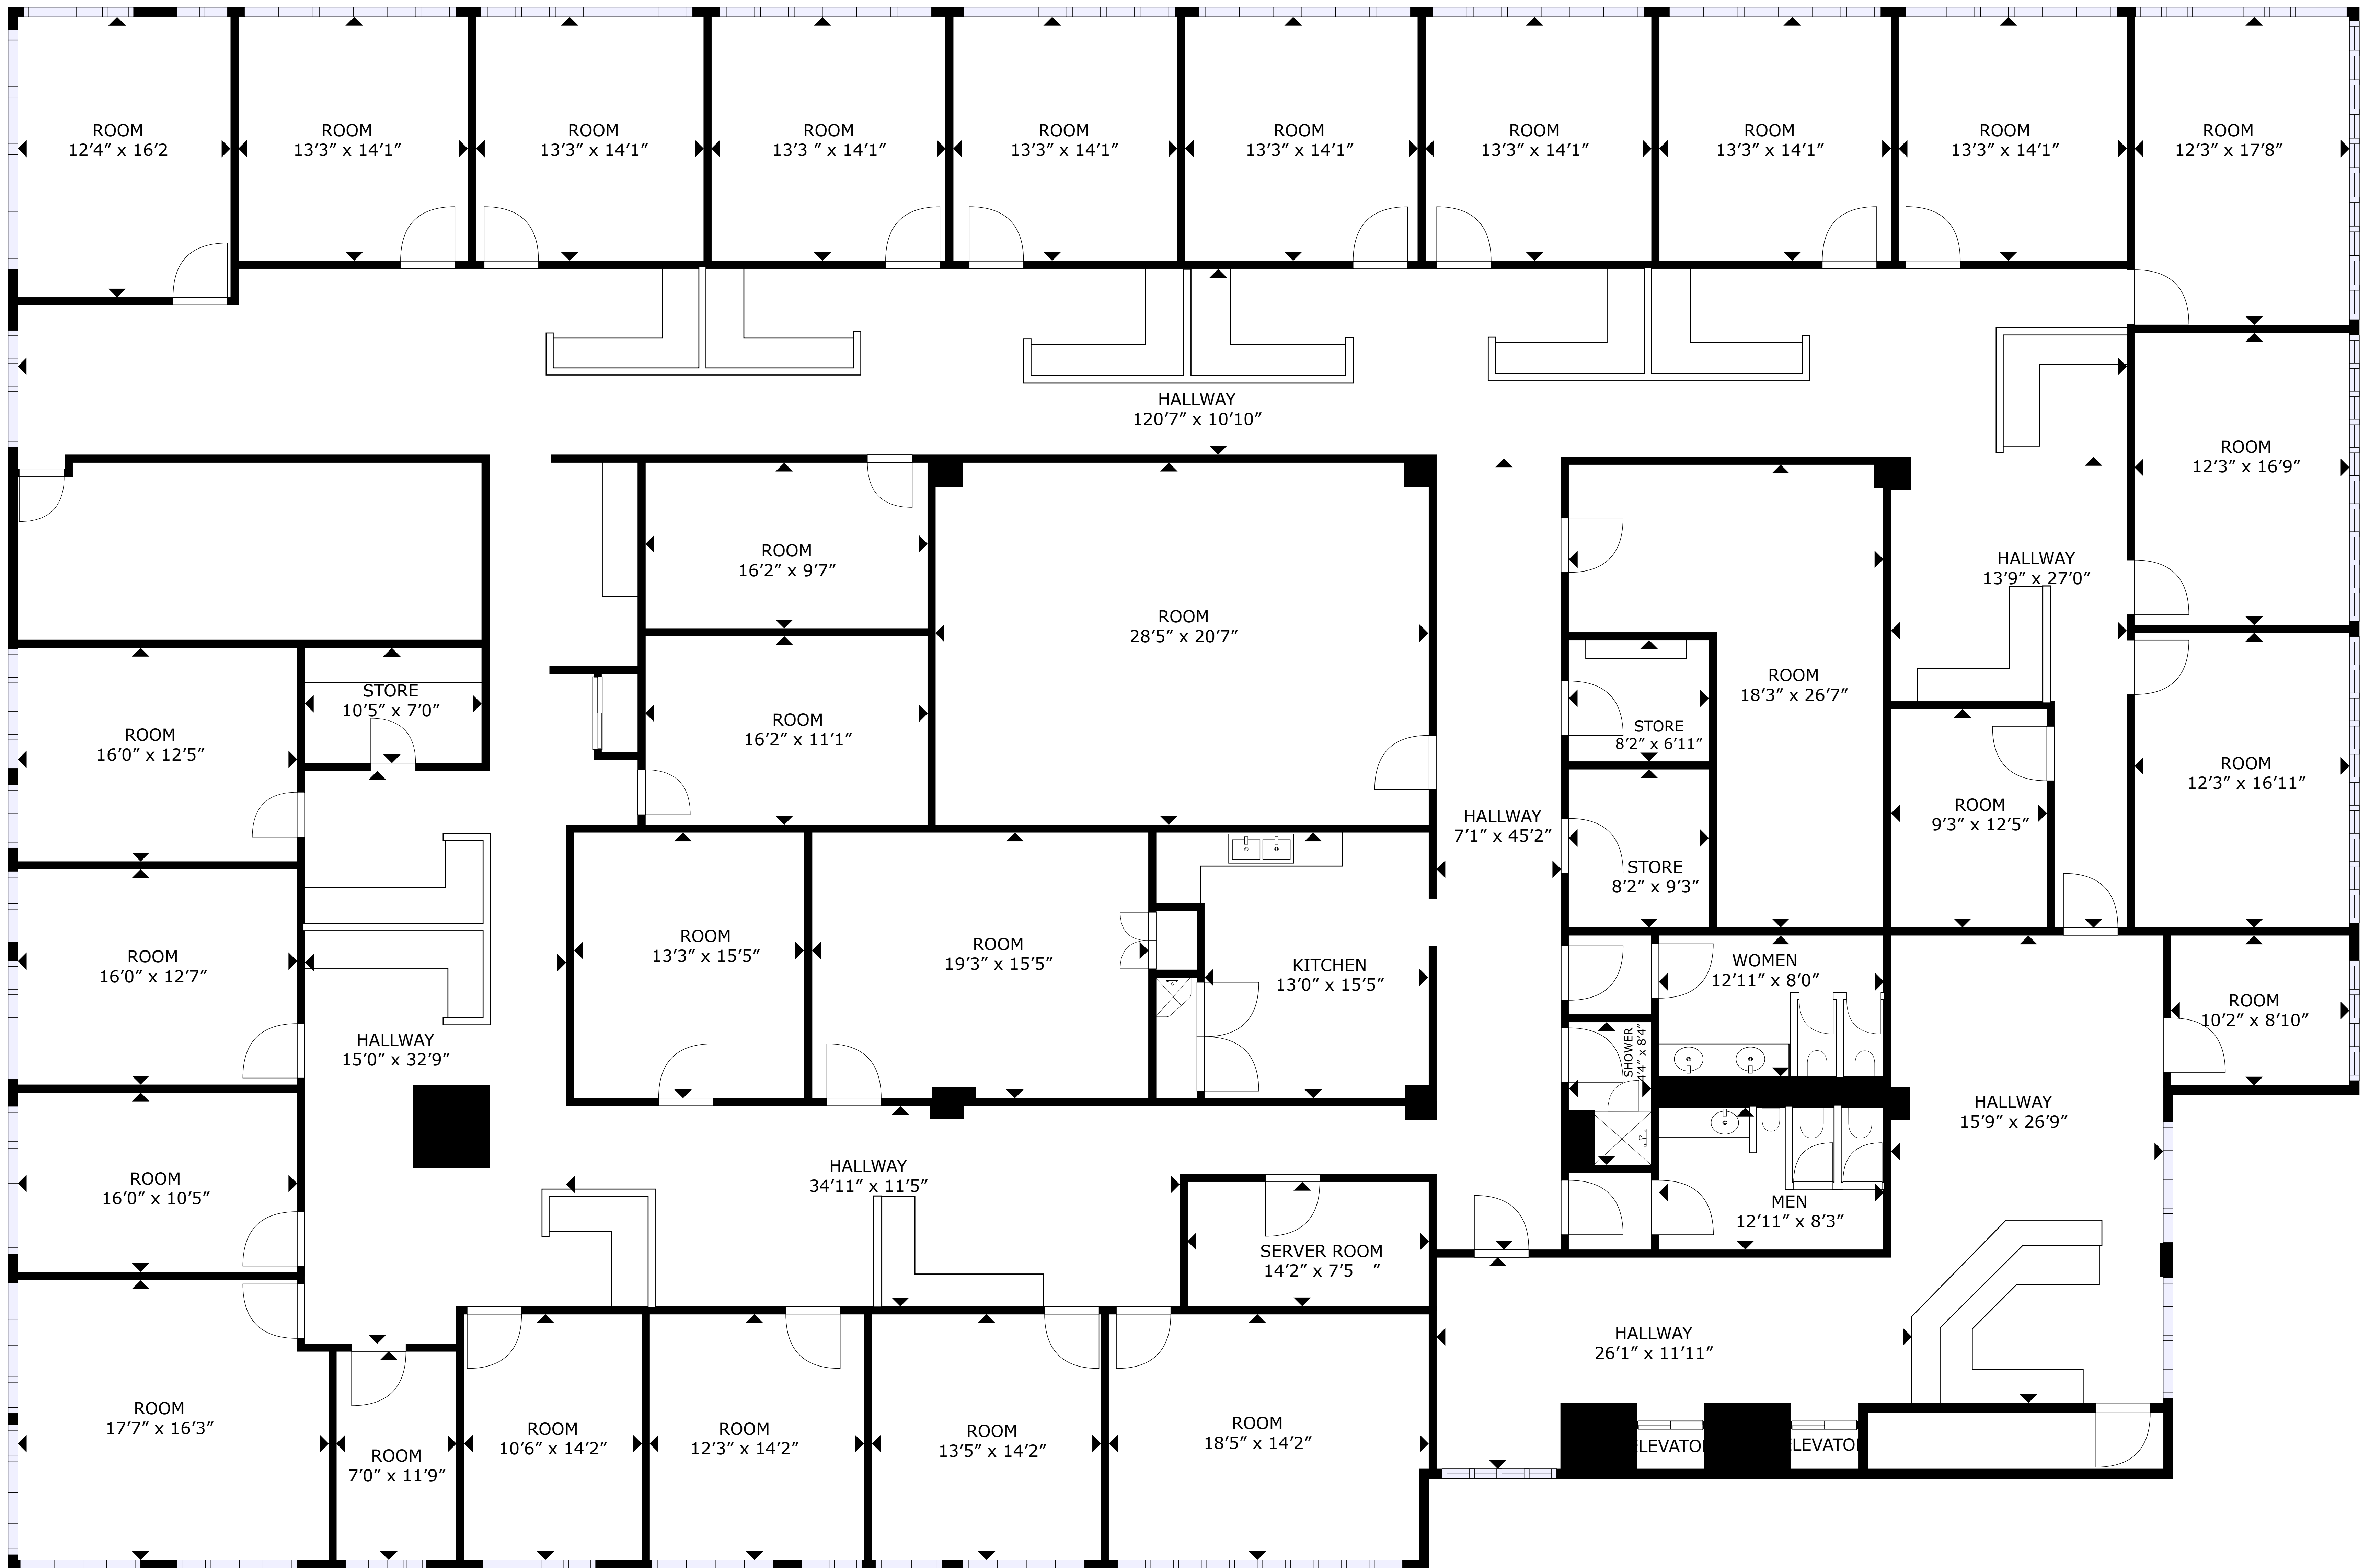 ROOM
12'4" x 16'2
ROOM
13'3" x 14'1"
ROOM
13'3" x 14'1"
ROOM
13'3 " x 14'1"
ROOM
13'3" x 14'1"
ROOM
13'3" x 14'1"
ROOM
13'3" x 14'1"
ROOM
13'3" x 14'1"
ROOM
13'3" x 14'1"
ROOM
12'3" x 17'8"
HALLWAY
120'7" x 10'10"
ROOM
12'3" x 16'9"
ROOM
16'2" x 9'7"
ROOM
28'5" x 20'7"
HALLWAY
13'9" x 27'0"
ROOM
18'3" x 26'7"
STORE
10'5" x 7'0"
ROOM
16'0" x 12'5"
ROOM
16'2" x 11'1"
STORE
8'2" x 6'11"
ROOM
12'3" x 16'11"
HALLWAY
7'1" x 45'2"
ROOM
9'3" x 12'5"
STORE
8'2" x 9'3"
ROOM
16'0" x 12'7"
ROOM
13'3" x 15'5"
ROOM
19'3" x 15'5"
KITCHEN
13'0" x 15'5"
WOMEN
12'11" x 8'0"
ROOM
10'2" x 8'10"
HALLWAY
15'0" x 32'9"
SHOWER
4'4" x 8'4"
HALLWAY
15'9" x 26'9"
ROOM
16'0" x 10'5"
HALLWAY
34'11" x 11'5"
MEN
12'11" x 8'3"
SERVER ROOM
14'2" x 7'5 "
HALLWAY
26'1" x 11'11"
ROOM
17'7" x 16'3"
ROOM
7'0" x 11'9"
ROOM
10'6" x 14'2"
ROOM
12'3" x 14'2"
ROOM
13'5" x 14'2"
ROOM
18'5" x 14'2"
ELEVATOR
ELEVATOR